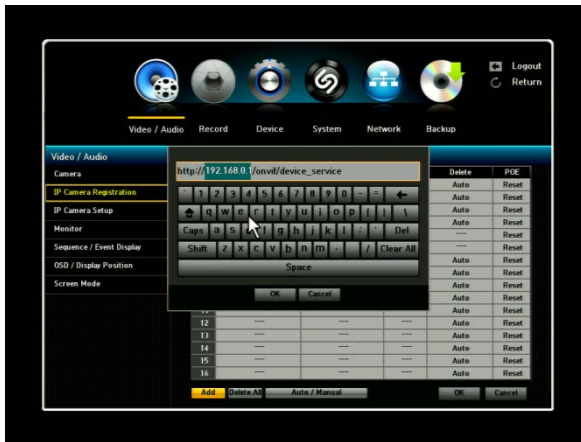 Logout
Return
Video / Audio Record Device System Network Backup
Video / Audio
Camera
IP Camera Registration
IP Camera Setup
Monitor
Sequence / Event Display
OSD / Display Position
Screen Mode
http://192.168.0.1/onvif/device_service
` 1 2 3 4 5 6 7 8 9 0 - = ←
q w e r t y u i o p [ ] \
Caps a s f g h j k l ; ' Del
Shift z x c v b n m . / Clear All
Space
OK Cancel
Delete POE
Auto Reset
Auto Reset
Auto Reset
---- Reset
Auto Reset
---- Reset
Auto Reset
Auto Reset
Auto Reset
Auto Reset
11 Auto Reset
12 ---- ---- ---- Auto Reset
13 ---- ---- ---- Auto Reset
14 ---- ---- ---- Auto Reset
15 ---- ---- ---- Auto Reset
16 ---- ---- ---- Auto Reset
Add Delete All Auto / Manual OK Cancel